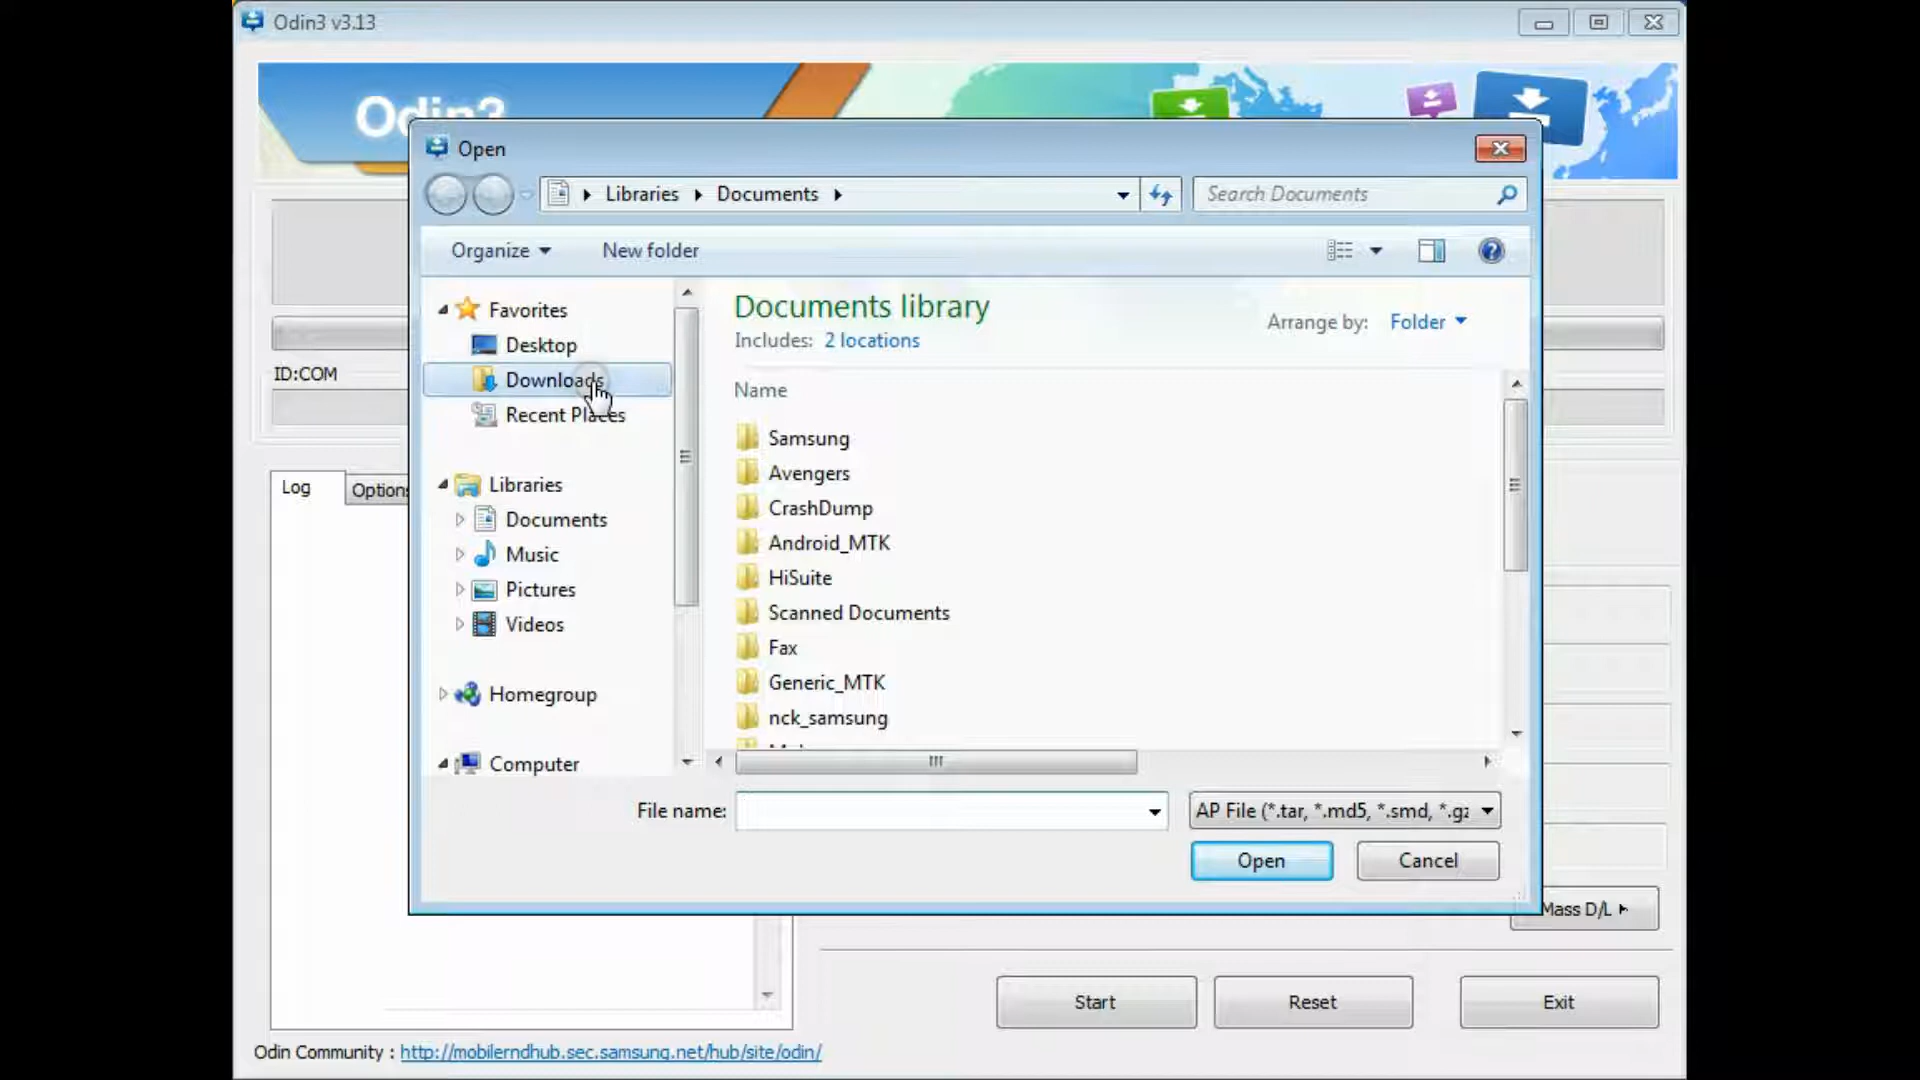 Odin3 v3.13
Odin3
Open
Libraries
Documents
Search Documents
Organize
New folder
Favorites
Desktop
Downloads
Recent Places
Libraries
Documents
Music
Pictures
Videos
Homegroup
Computer
Documents library
Includes: 2 locations
Arrange by: Folder
Name
Samsung
Avengers
CrashDump
Android_MTK
HiSuite
Scanned Documents
Fax
Generic_MTK
nck_samsung
File name:
AP File (*.tar, *.md5, *.smd, *.gz
Open
Cancel
ID:COM
Log
Options
Mass D/L
Start
Reset
Exit
Odin Community : http://mobilerndhub.sec.samsung.net/hub/site/odin/